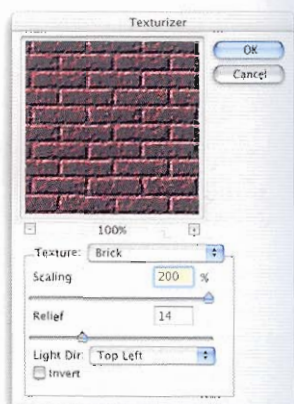 Texturizer
OK
Cancel
100%
Texture: Brick
Scaling 200 %
Relief 14
Light Dir: Top Left
Invert